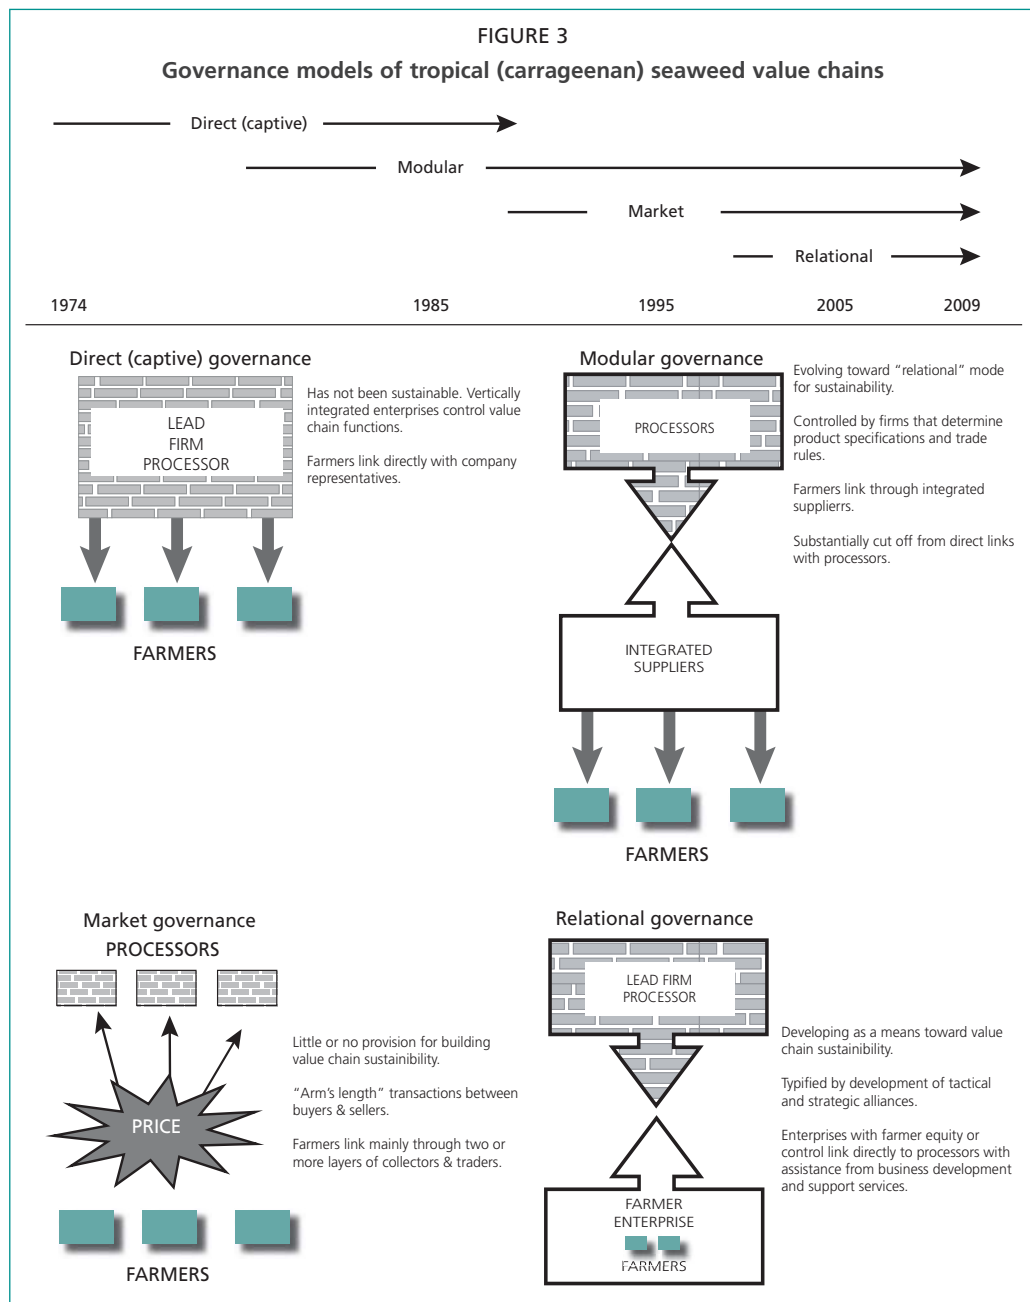 FIGURE 3
Governance models of tropical (carrageenan) seaweed value chains
Direct (captive)
Modular
Market
Relational
1974 1985 1995 2005 2009
Direct (captive) governance
LEAD
FIRM
PROCESSOR
Has not been sustainable. Vertically
integrated enterprises control value
chain functions.
Farmers link directly with company
representatives.
FARMERS
Modular governance
PROCESSORS
Evolving toward “relational” mode
for sustainability.
Controlled by firms that determine
product specifications and trade
rules.
Farmers link through integrated
supplierrs.
Substantially cut off from direct links
with processors.
INTEGRATED
SUPPLIERS
FARMERS
Market governance
PROCESSORS
PRICE
Little or no provision for building
value chain sustainibility.
“Arm’s length” transactions between
buyers & sellers.
Farmers link mainly through two or
more layers of collectors & traders.
FARMERS
Relational governance
LEAD FIRM
PROCESSOR
Developing as a means toward value
chain sustainibility.
Typified by development of tactical
and strategic alliances.
Enterprises with farmer equity or
control link directly to processors with
assistance from business development
and support services.
FARMER
ENTERPRISE
FARMERS